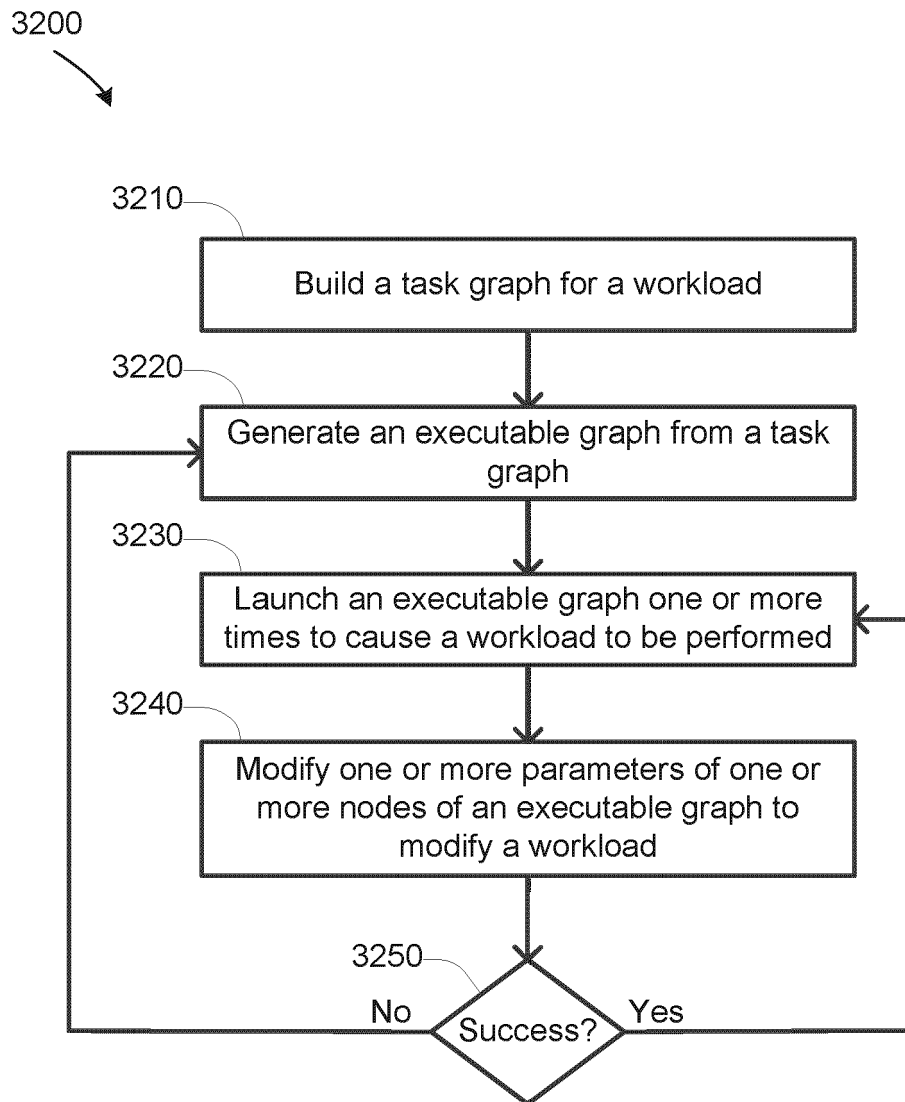 3200
3210
Build a task graph for a workload
3220
Generate an executable graph from a task
graph
3230
Launch an executable graph one or more
times to cause a workload to be performed
3240
Modify one or more parameters of one or
more nodes of an executable graph to
modify a workload
3250
No
Success?
Yes